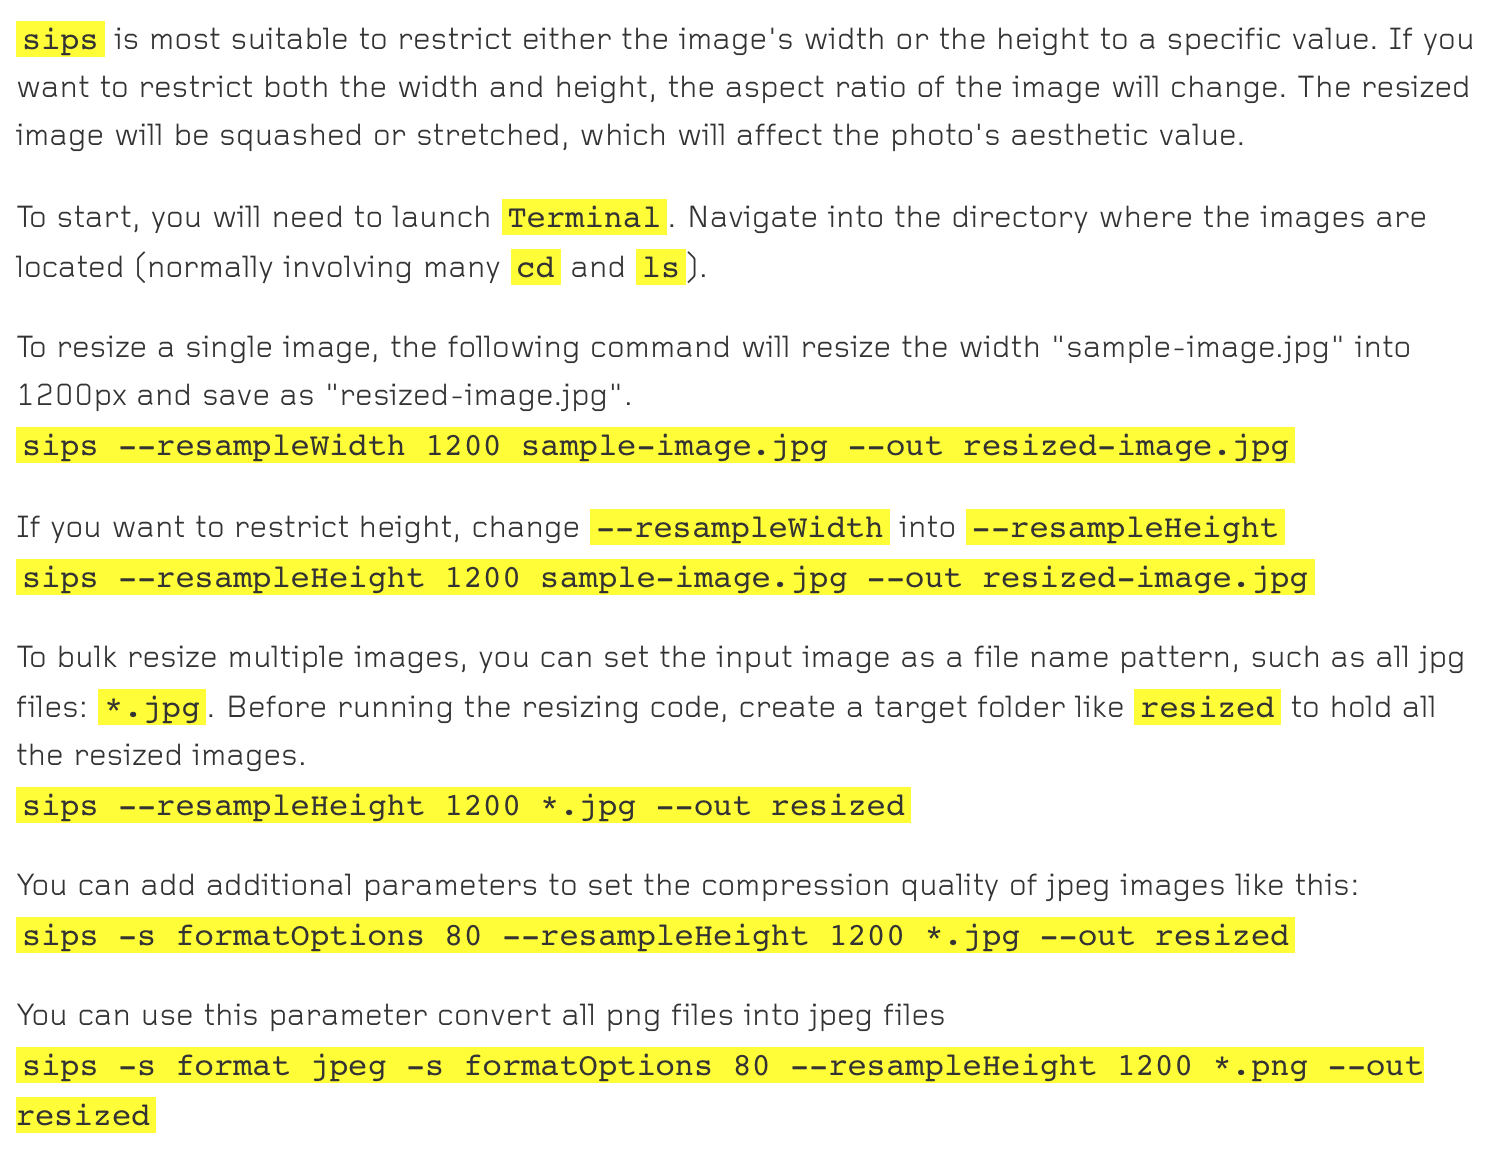 sips is most suitable to restrict either the image's width or the height to a specific value. If you
want to restrict both the width and height, the aspect ratio of the image will change. The resized
image will be squashed or stretched, which will affect the photo's aesthetic value.
To start, you will need to launch Terminal. Navigate into the directory where the images are
located (normally involving many cd and ls).
To resize a single image, the following command will resize the width "sample-image.jpg" into
1200px and save as "resized-image.jpg".
sips --resampleWidth 1200 sample-image.jpg --out resized-image.jpg
If you want to restrict height, change --resampleWidth into --resampleHeight
sips --resampleHeight 1200 sample-image.jpg --out resized-image.jpg
To bulk resize multiple images, you can set the input image as a file name pattern, such as all jpg
files: *.jpg. Before running the resizing code, create a target folder like resized to hold all
the resized images.
sips --resampleHeight 1200 *.jpg --out resized
You can add additional parameters to set the compression quality of jpeg images like this:
sips -s formatOptions 80 --resampleHeight 1200 *.jpg --out resized
You can use this parameter convert all png files into jpeg files
sips -s format jpeg -s formatOptions 80 --resampleHeight 1200 *.png --out
resized